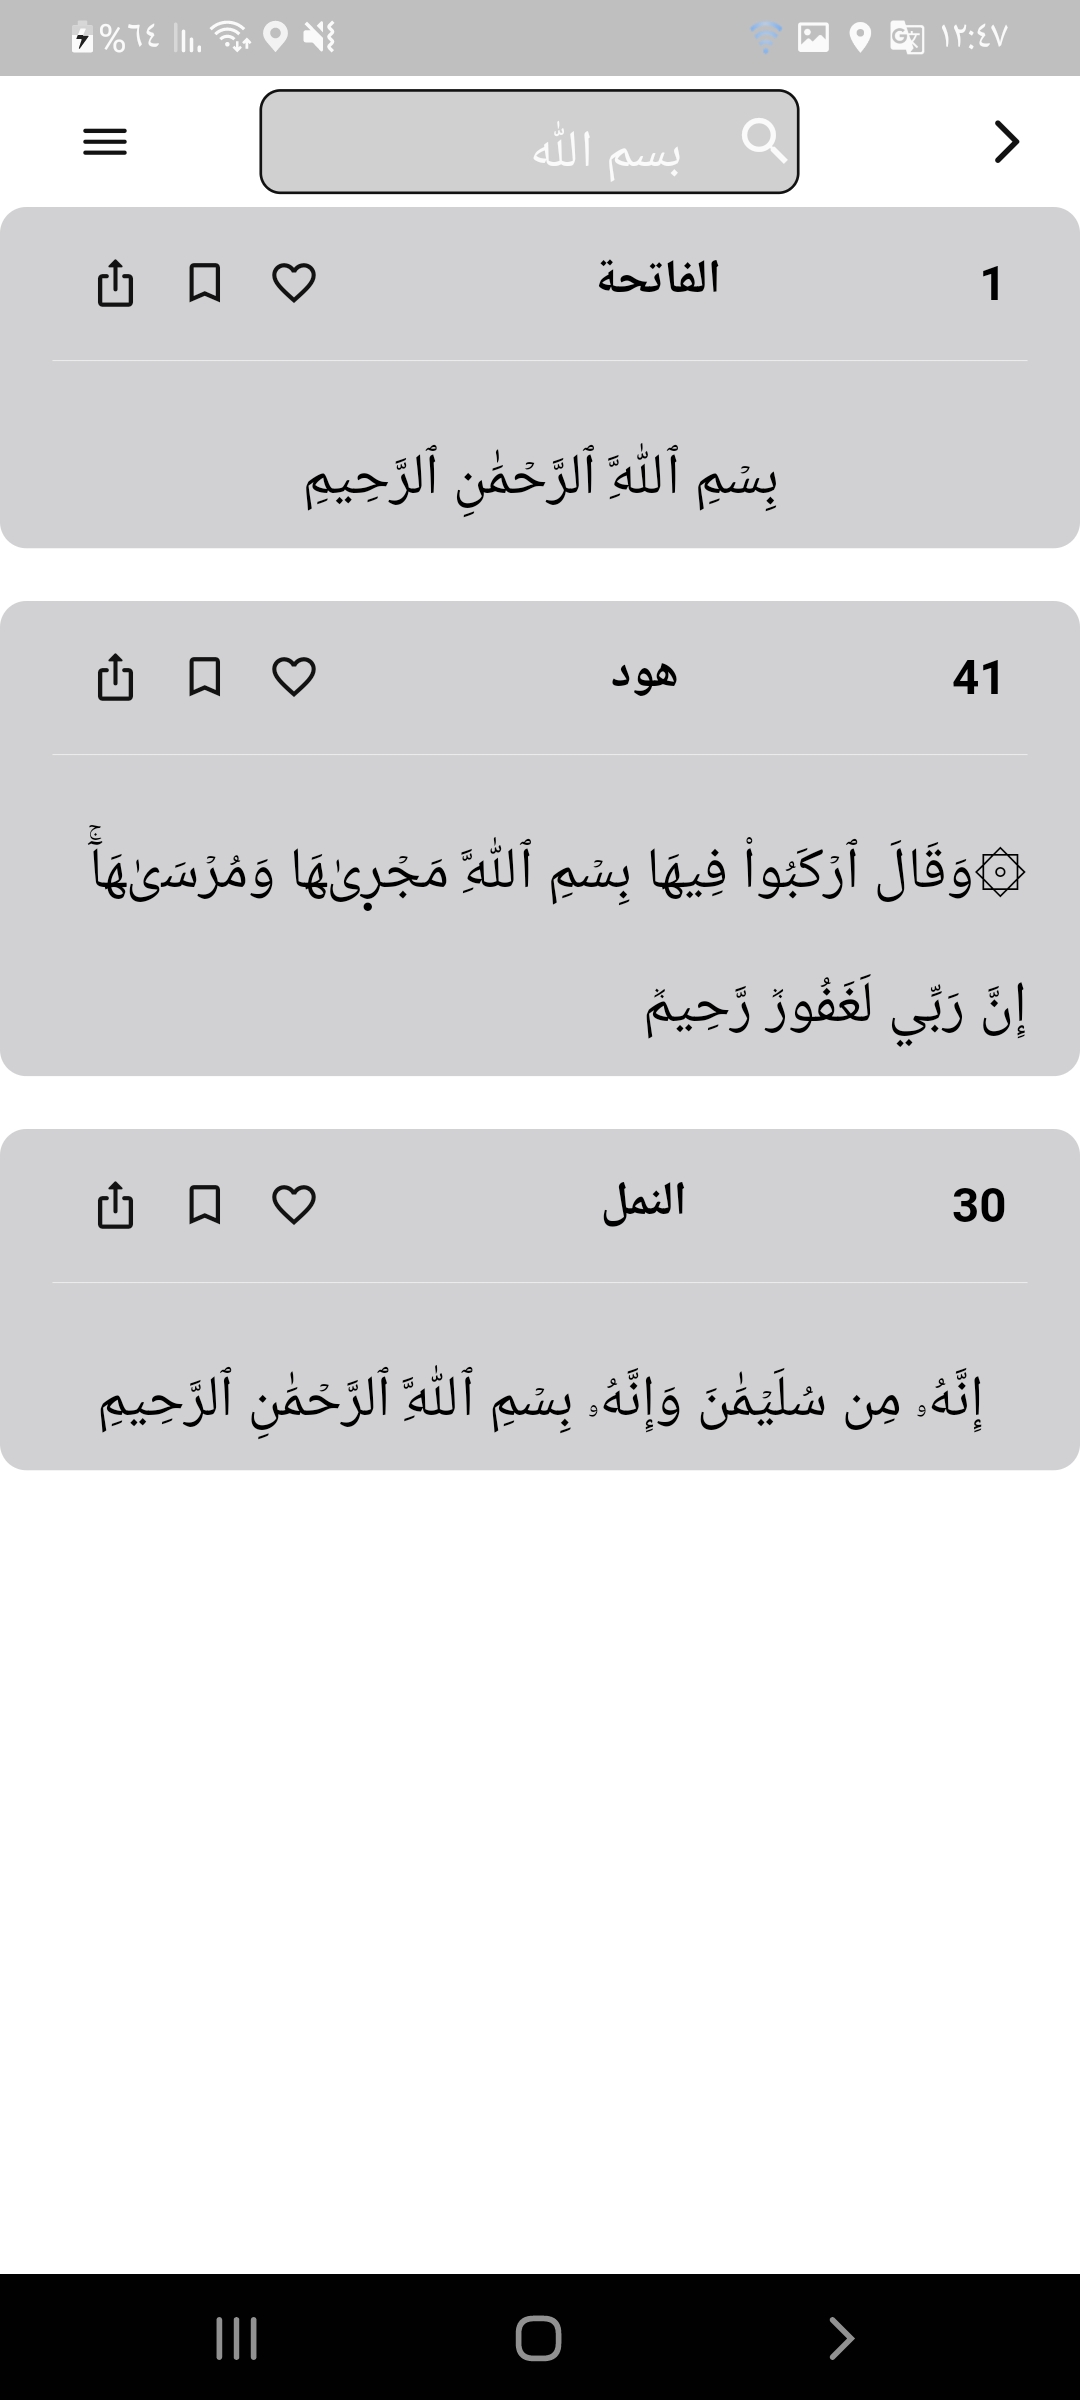 ١٢:٤٧
%٦٤
بسم الله
1
الفاتحة
بِسۡمِ ٱللَّهِ ٱلرَّحۡمَٰنِ ٱلرَّحِيمِ
41
هود
۞وَقَالَ ٱرۡكَبُواْ فِيهَا بِسۡمِ ٱللَّهِ مَجۡرٜىٰهَا وَمُرۡسَىٰهَآۚ
إِنَّ رَبِّي لَغَفُورٞ رَّحِيمٞ
30
النمل
إِنَّهُۥ مِن سُلَيۡمَٰنَ وَإِنَّهُۥ بِسۡمِ ٱللَّهِ ٱلرَّحۡمَٰنِ ٱلرَّحِيمِ